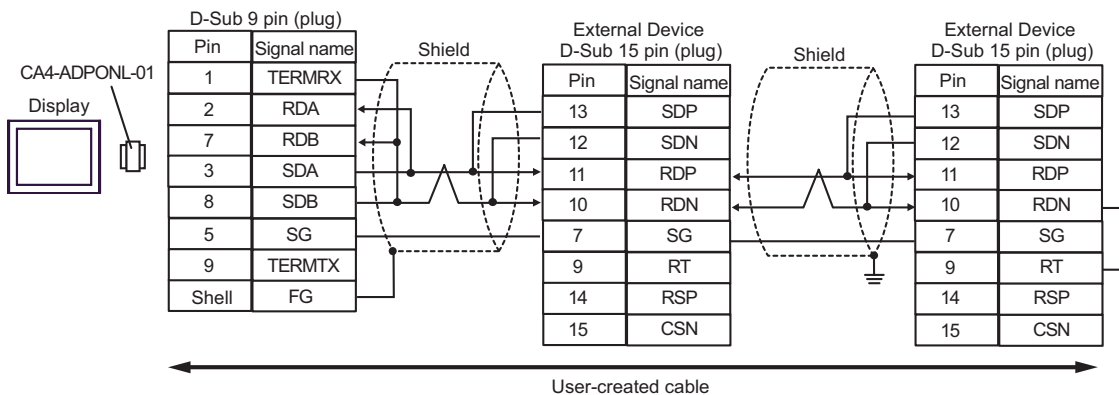 D-Sub 9 pin (plug)
Pin Signal name
1 TERMRX
2 RDA
7 RDB
3 SDA
8 SDB
5 SG
9 TERMTX
Shell FG
CA4-ADPONL-01
Display
Shield
External Device
D-Sub 15 pin (plug)
Pin Signal name
13 SDP
12 SDN
11 RDP
10 RDN
7 SG
9 RT
14 RSP
15 CSN
Shield
External Device
D-Sub 15 pin (plug)
Pin Signal name
13 SDP
12 SDN
11 RDP
10 RDN
7 SG
9 RT
14 RSP
15 CSN
User-created cable